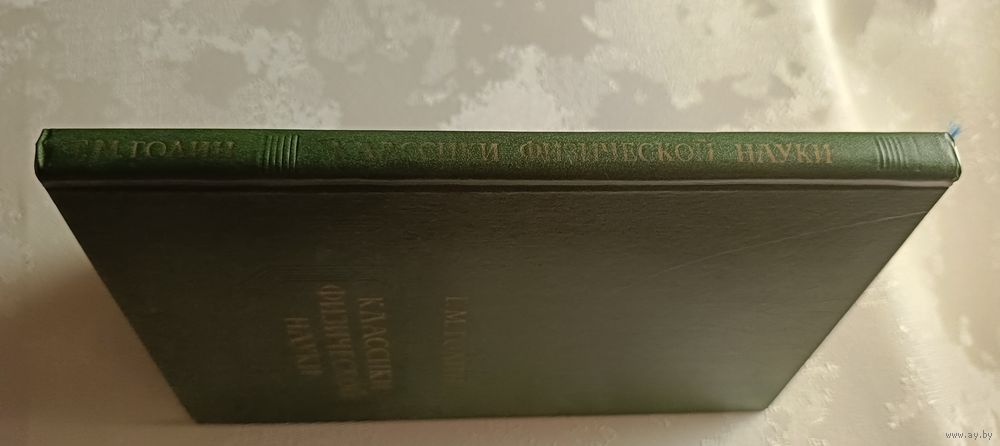 Г.М. ГОЛИН КЛАССИКИ ФИЗИЧЕСКОЙ НАУКИ
Г.М. ГОЛИН
КЛАССИКИ
ФИЗИЧЕСКОЙ
НАУКИ
www.ay.by